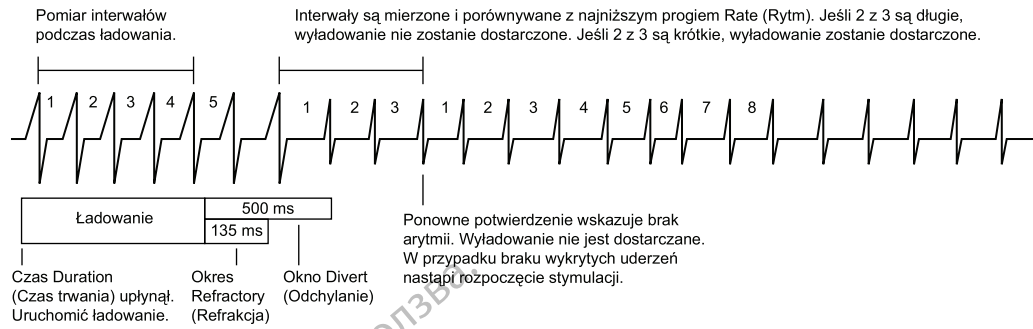 Pomiar interwałów
podczas ładowania.
Interwały są mierzone i porównywane z najniższym progiem Rate (Rytm). Jeśli 2 z 3 są długie,
wyładowanie nie zostanie dostarczone. Jeśli 2 z 3 są krótkie, wyładowanie zostanie dostarczone.
1 2 3 4 5 1 2 3 1 2 3 4 5 6 7 8
Ładowanie
500 ms
135 ms
Czas Duration
(Czas trwania) upłynął.
Uruchomić ładowanie.
Okres
Refractory
(Refrakcja)
Okno Divert
(Odchylanie)
Ponowne potwierdzenie wskazuje brak
arytmii. Wyładowanie nie jest dostarczane.
W przypadku braku wykrytych uderzeń
nastąpi rozpoczęcie stymulacji.